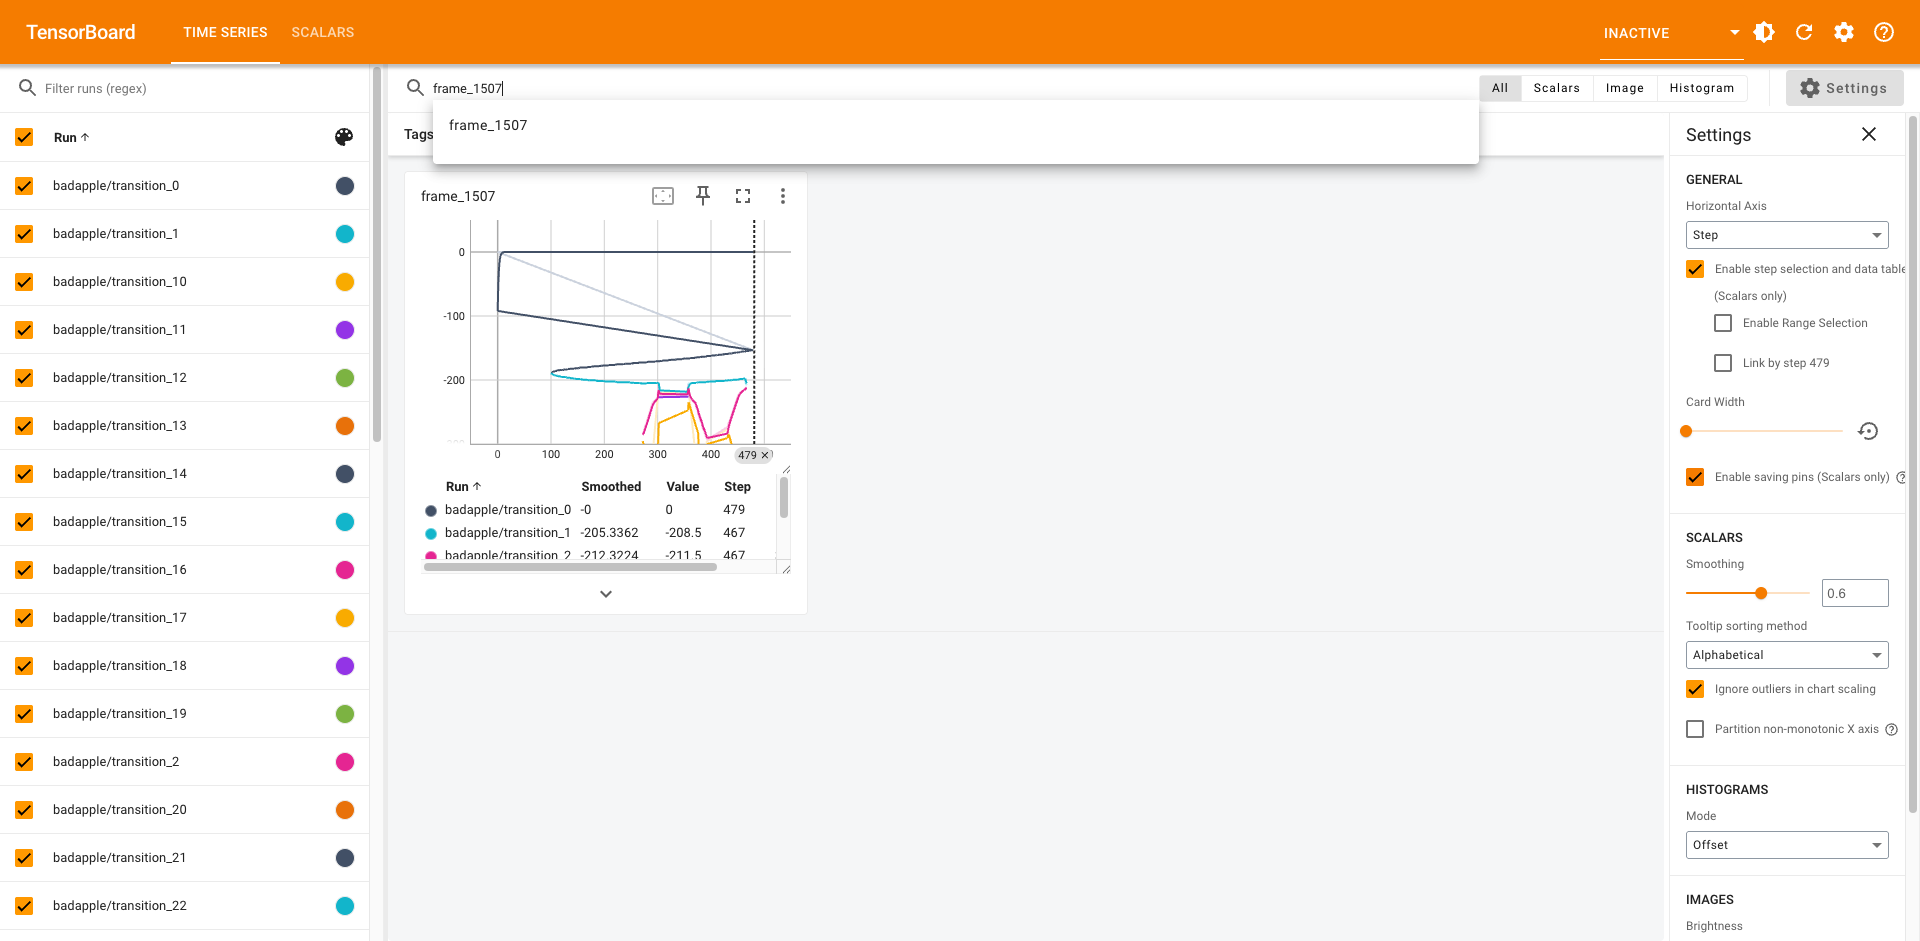 TensorBoard
TIME SERIES
SCALARS
INACTIVE
Filter runs (regex)
frame_1507
All
Scalars
Image
Histogram
Settings
frame_1507
Tags
Run
badapple/transition_0
badapple/transition_1
badapple/transition_10
badapple/transition_11
badapple/transition_12
badapple/transition_13
badapple/transition_14
badapple/transition_15
badapple/transition_16
badapple/transition_17
badapple/transition_18
badapple/transition_19
badapple/transition_2
badapple/transition_20
badapple/transition_21
badapple/transition_22
frame_1507
0
-100
-200
0 100 200 300 400 479
Run Smoothed Value Step
badapple/transition_0 -0 0 479
badapple/transition_1 -205.3362 -208.5 467
badapple/transition_2 -212.3224 -211.5 467
Settings
GENERAL
Horizontal Axis
Step
Enable step selection and data table
(Scalars only)
Enable Range Selection
Link by step 479
Card Width
Enable saving pins (Scalars only)
SCALARS
Smoothing
0.6
Tooltip sorting method
Alphabetical
Ignore outliers in chart scaling
Partition non-monotonic X axis
HISTOGRAMS
Mode
Offset
IMAGES
Brightness